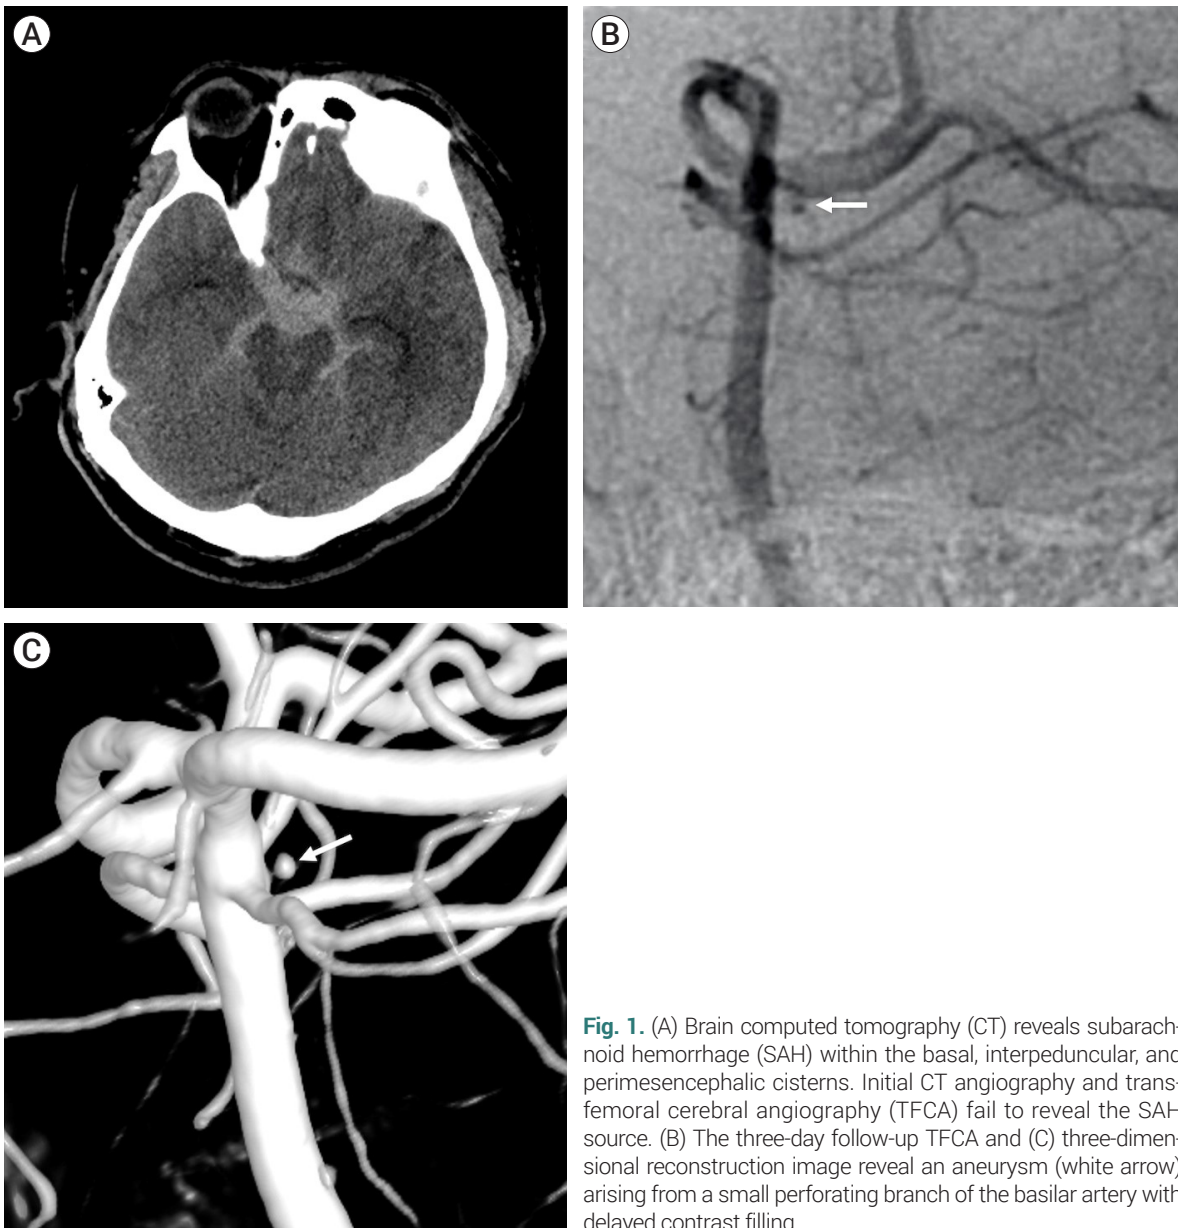 A
B
C
Fig. 1. (A) Brain computed tomography (CT) reveals subarach-
noid hemorrhage (SAH) within the basal, interpeduncular, and
perimesencephalic cisterns. Initial CT angiography and trans-
femoral cerebral angiography (TFCA) fail to reveal the SAH
source. (B) The three-day follow-up TFCA and (C) three-dimen-
sional reconstruction image reveal an aneurysm (white arrow)
arising from a small perforating branch of the basilar artery with
delayed contrast filling